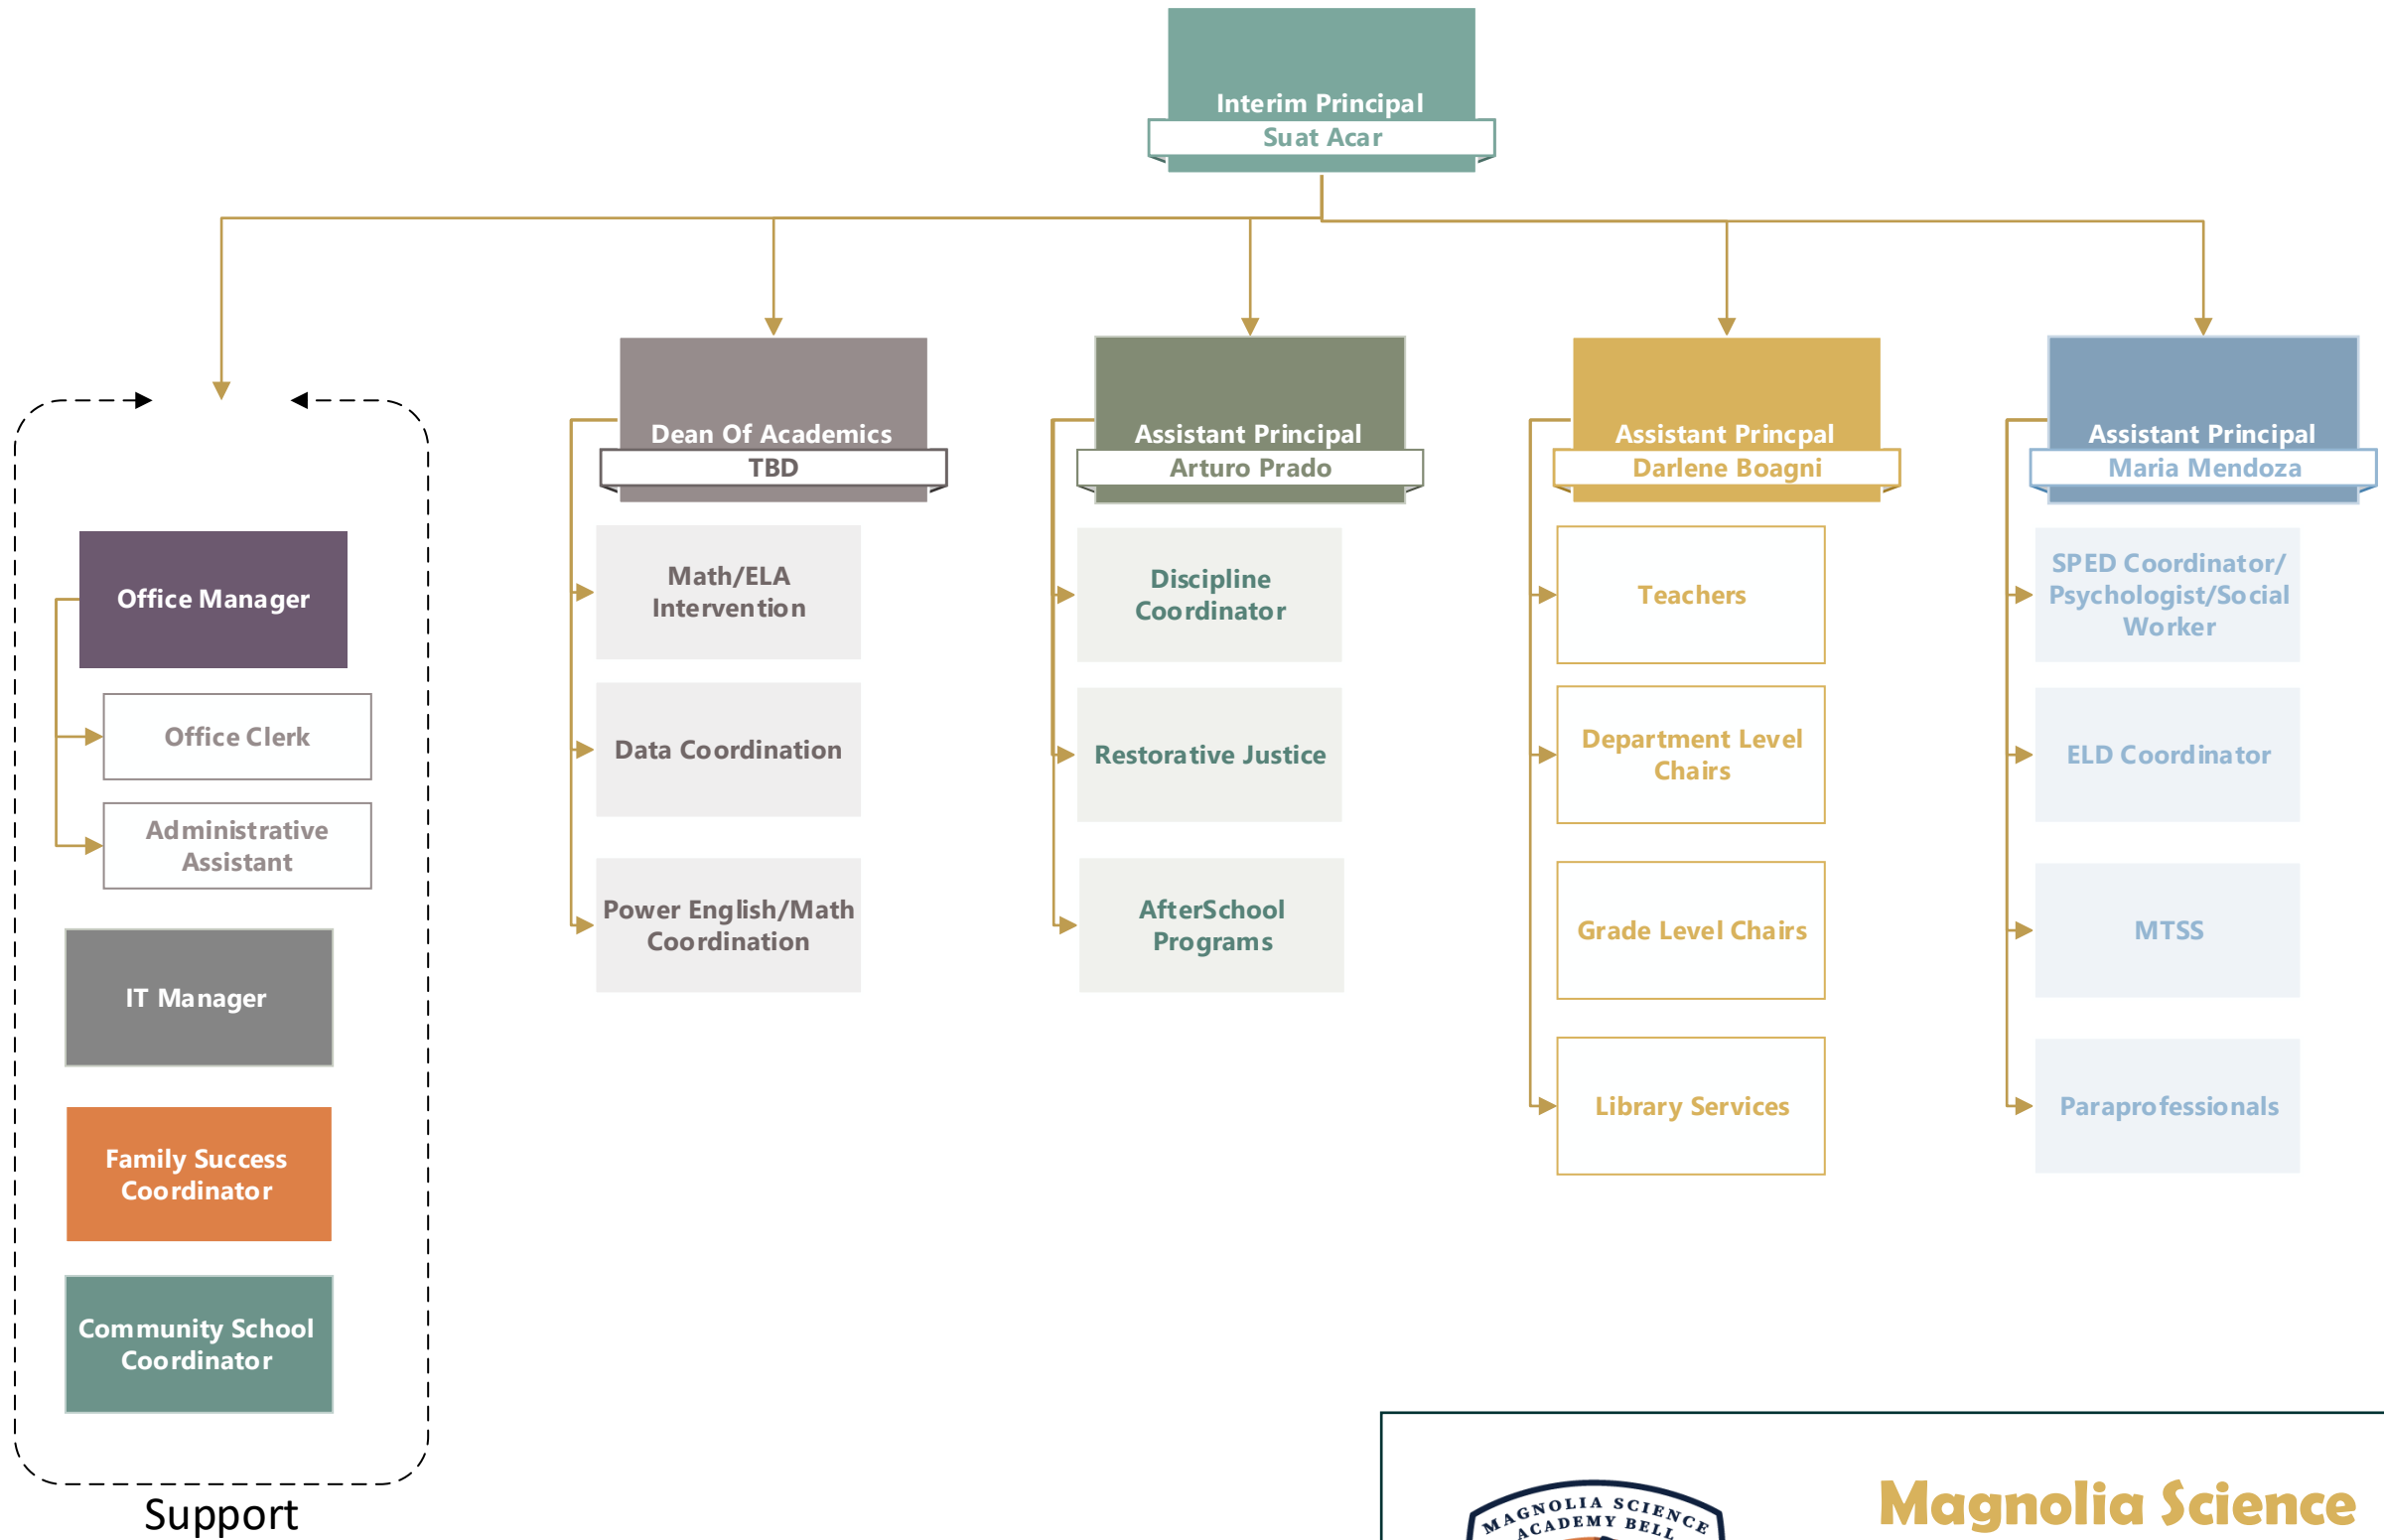 Interim Principal
Suat Acar
Office Manager
Office Clerk
Administrative
Assistant
IT Manager
Family Success
Coordinator
Community School
Coordinator
Support
Dean Of Academics
TBD
Math/ELA
Intervention
Data Coordination
Power English/Math
Coordination
Assistant Principal
Arturo Prado
Discipline
Coordinator
Restorative Justice
AfterSchool
Programs
Assistant Princpal
Darlene Boagni
Teachers
Department Level
Chairs
Grade Level Chairs
Library Services
Assistant Principal
Maria Mendoza
SPED Coordinator/
Psychologist/Social
Worker
ELD Coordinator
MTSS
Paraprofessionals
MAGNOLIA SCIENCE
ACADEMY BELL
Magnolia Science